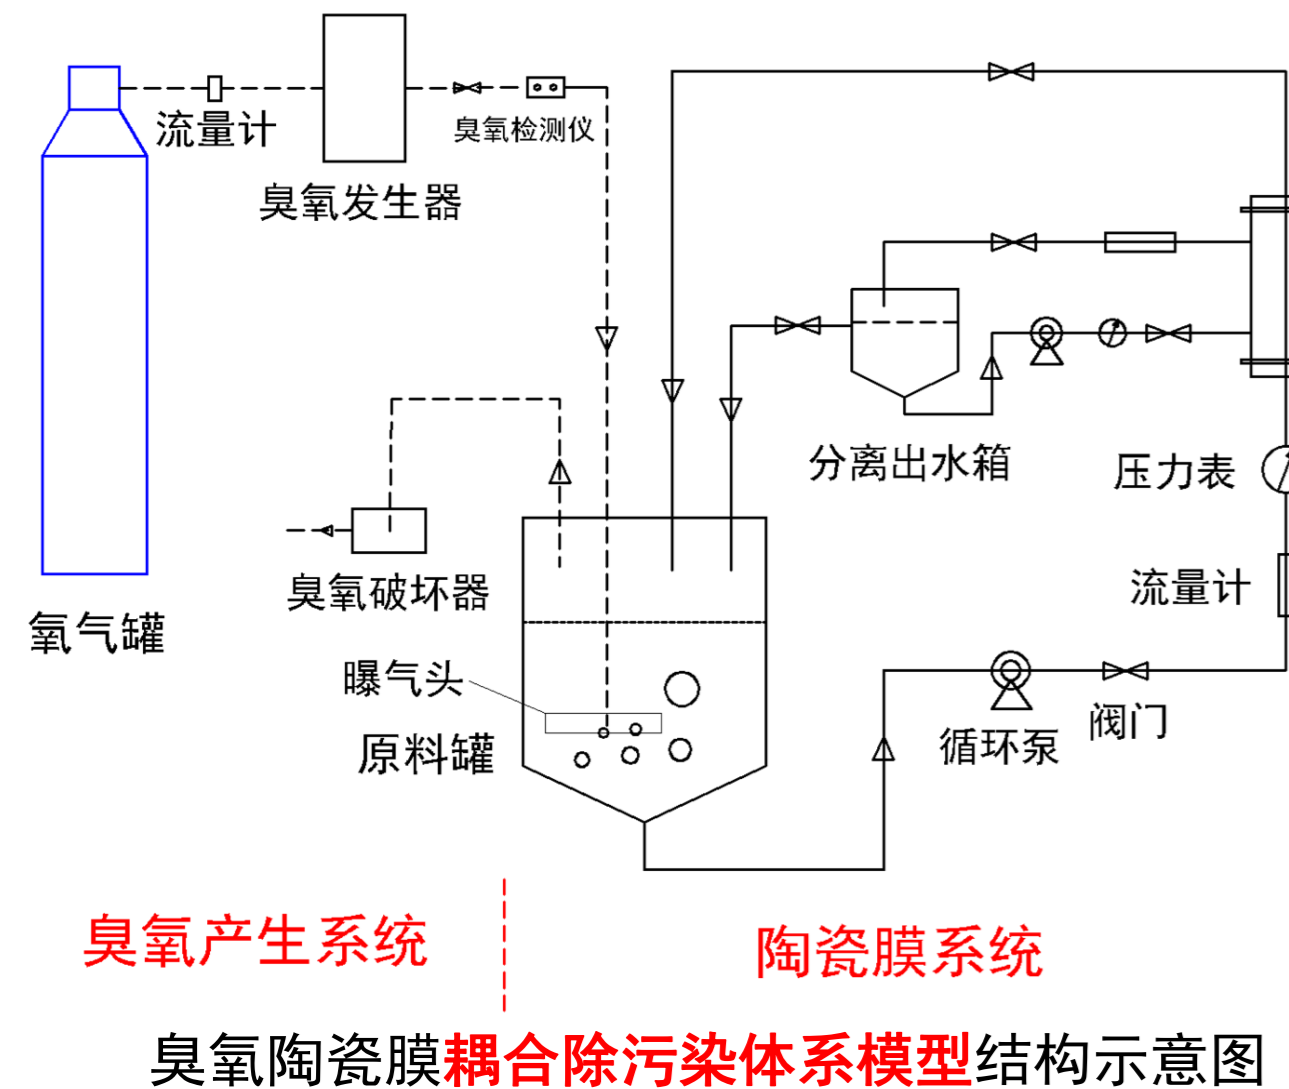 流量计
臭氧检测仪
臭氧发生器
分离出水箱
压力表
臭氧破坏器
流量计
氧气罐
曝气头
阀门
原料罐
循环泵
臭氧产生系统
陶瓷膜系统
臭氧陶瓷膜耦合除污染体系模型结构示意图